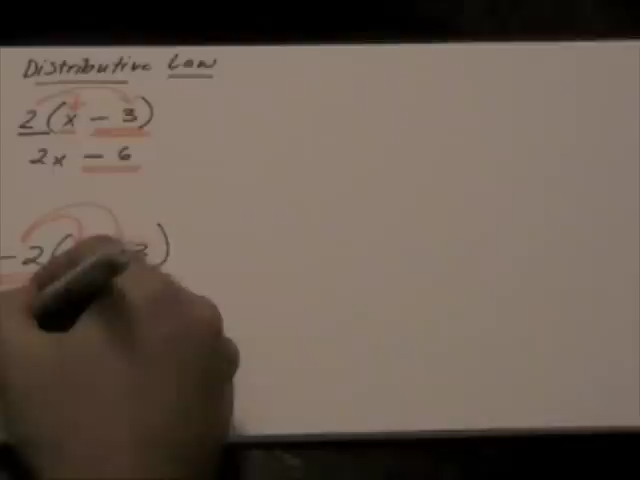 Distributive Law
2(x - 3)
2x - 6
-2( )